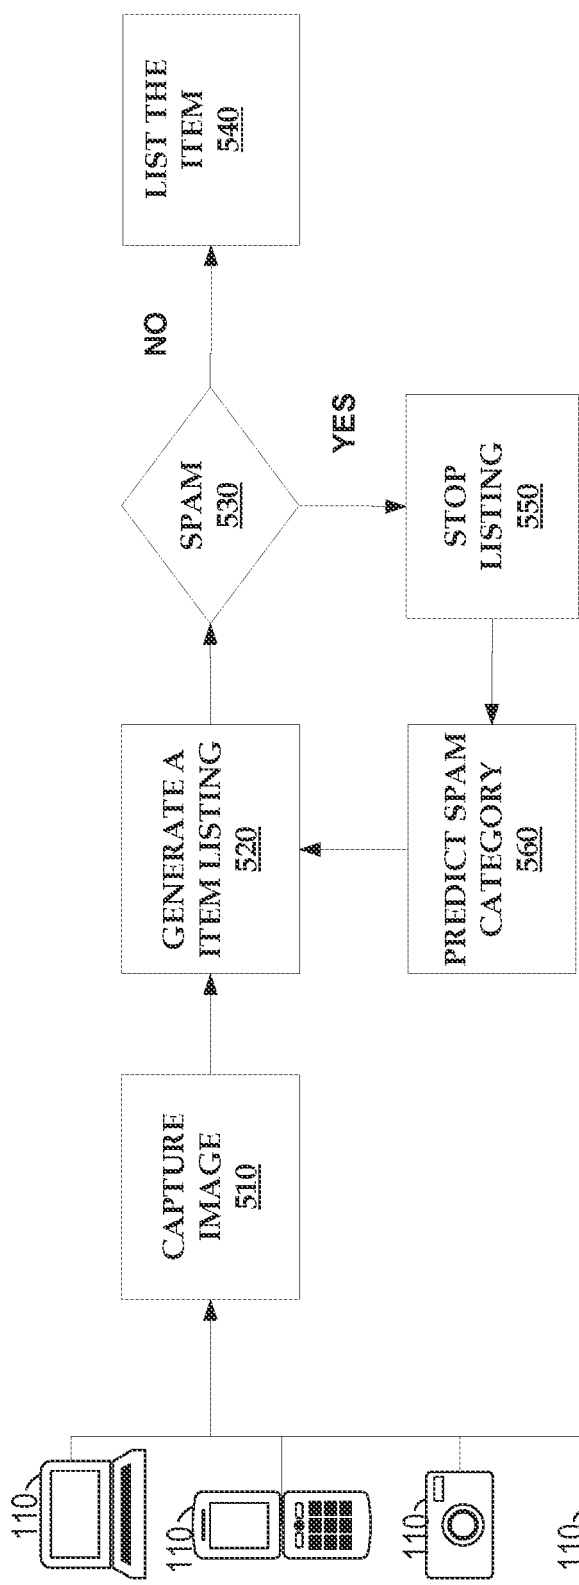 110
110
110
110
CAPTURE
IMAGE
510
GENERATE A
ITEM LISTING
520
SPAM
530
NO
LIST THE
ITEM
540
YES
STOP
LISTING
550
PREDICT SPAM
CATEGORY
560